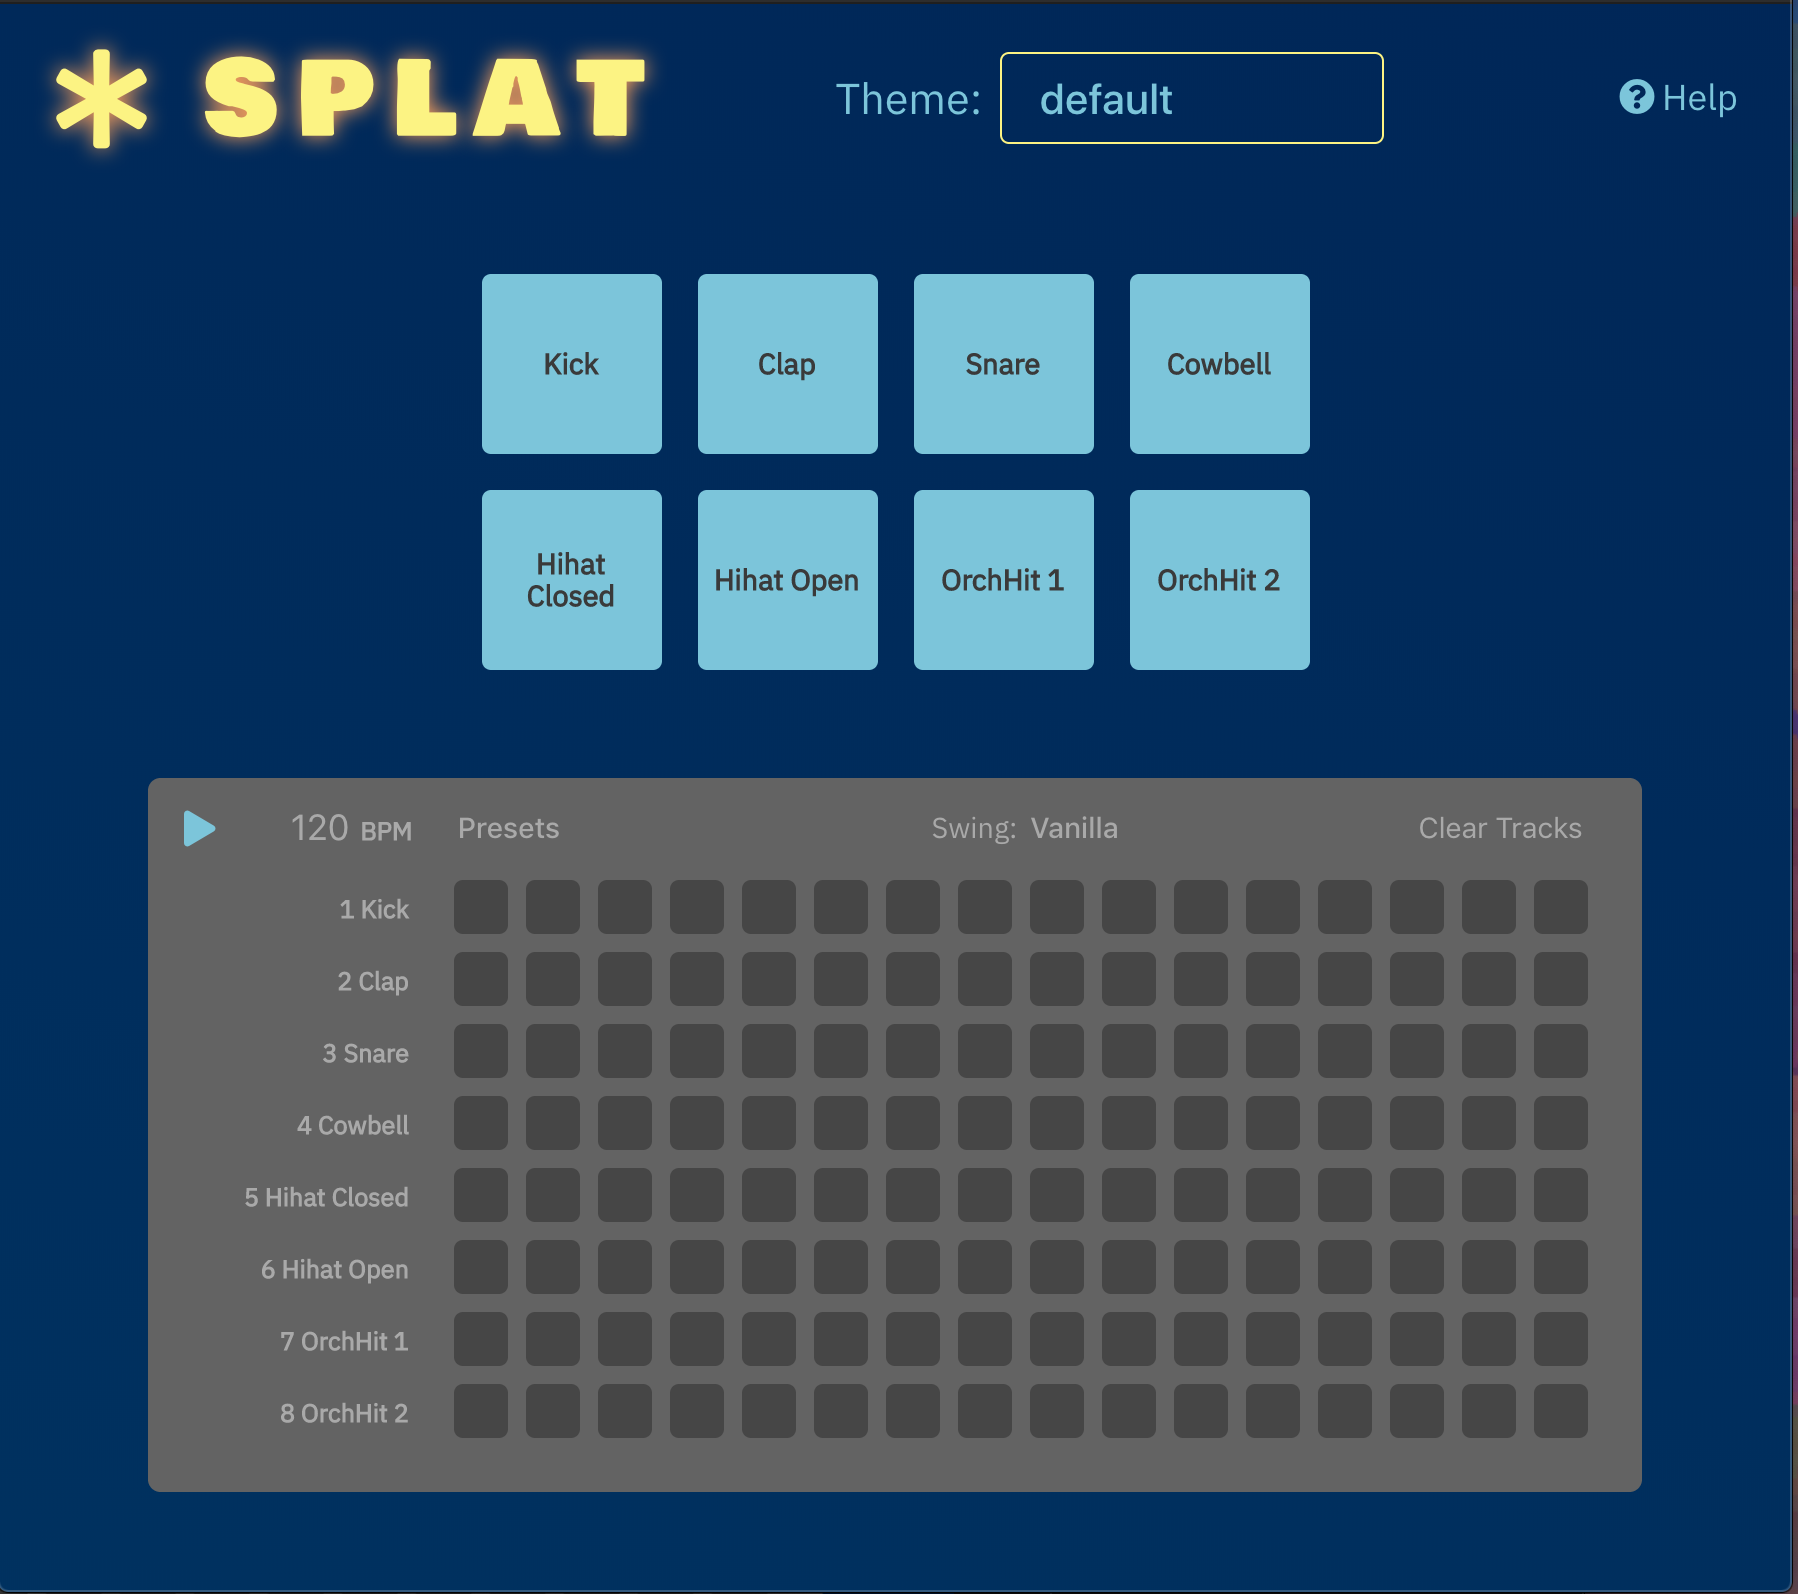 SPLAT
Theme: default
Help
Kick
Clap
Snare
Cowbell
Hihat
Closed
Hihat Open
OrchHit 1
OrchHit 2
120 BPM
Presets
Swing: Vanilla
Clear Tracks
1 Kick
2 Clap
3 Snare
4 Cowbell
5 Hihat Closed
6 Hihat Open
7 OrchHit 1
8 OrchHit 2